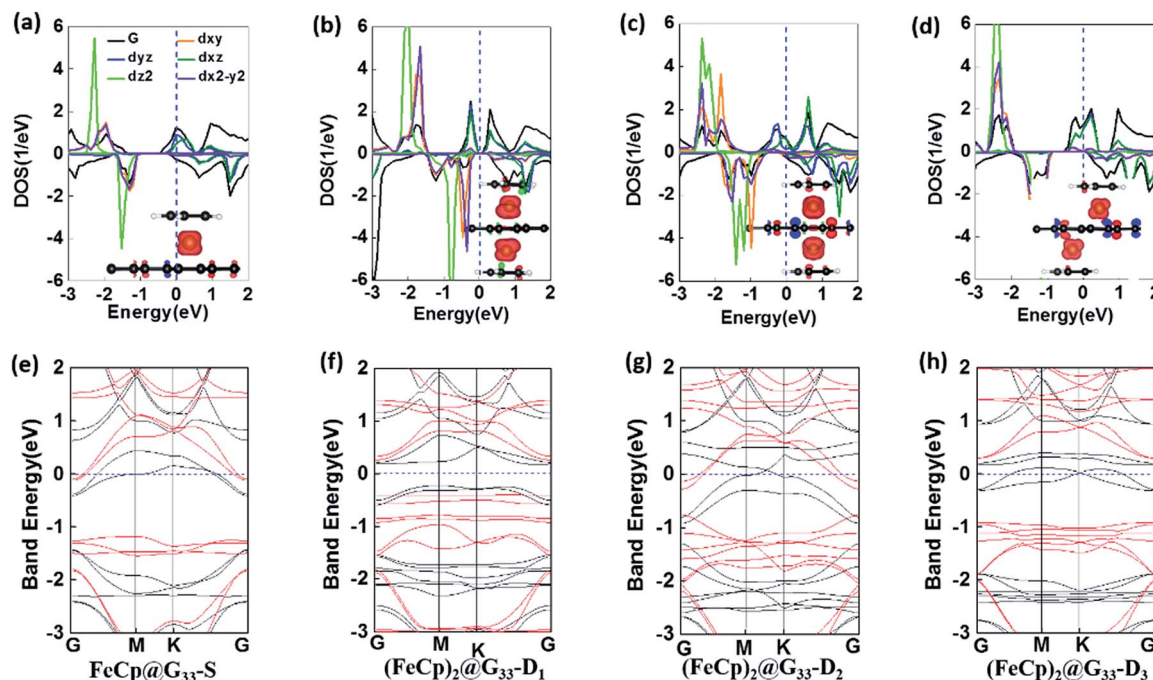 (a)
6
4
2
0
-2
-4
-6
DOS(1/eV)
G
dyz
dz2
dxy
dxz
dx2-y2
-3 -2 -1 0 1 2
Energy(eV)
(b)
6
4
2
0
-2
-4
-6
DOS(1/eV)
-3 -2 -1 0 1 2
Energy(eV)
(c)
6
4
2
0
-2
-4
-6
DOS(1/eV)
-3 -2 -1 0 1 2
Energy(eV)
(d)
6
4
2
0
-2
-4
-6
DOS(1/eV)
-3 -2 -1 0 1 2
Energy(eV)
(e)
2
1
0
-1
-2
-3
Band Energy(eV)
G M K G
FeCp@G33-S
(f)
2
1
0
-1
-2
-3
Band Energy(eV)
G M K G
(FeCp)2@G33-D1
(g)
2
1
0
-1
-2
-3
Band Energy(eV)
G M K G
(FeCp)2@G33-D2
(h)
2
1
0
-1
-2
-3
Band Energy(eV)
G M K G
(FeCp)2@G33-D3